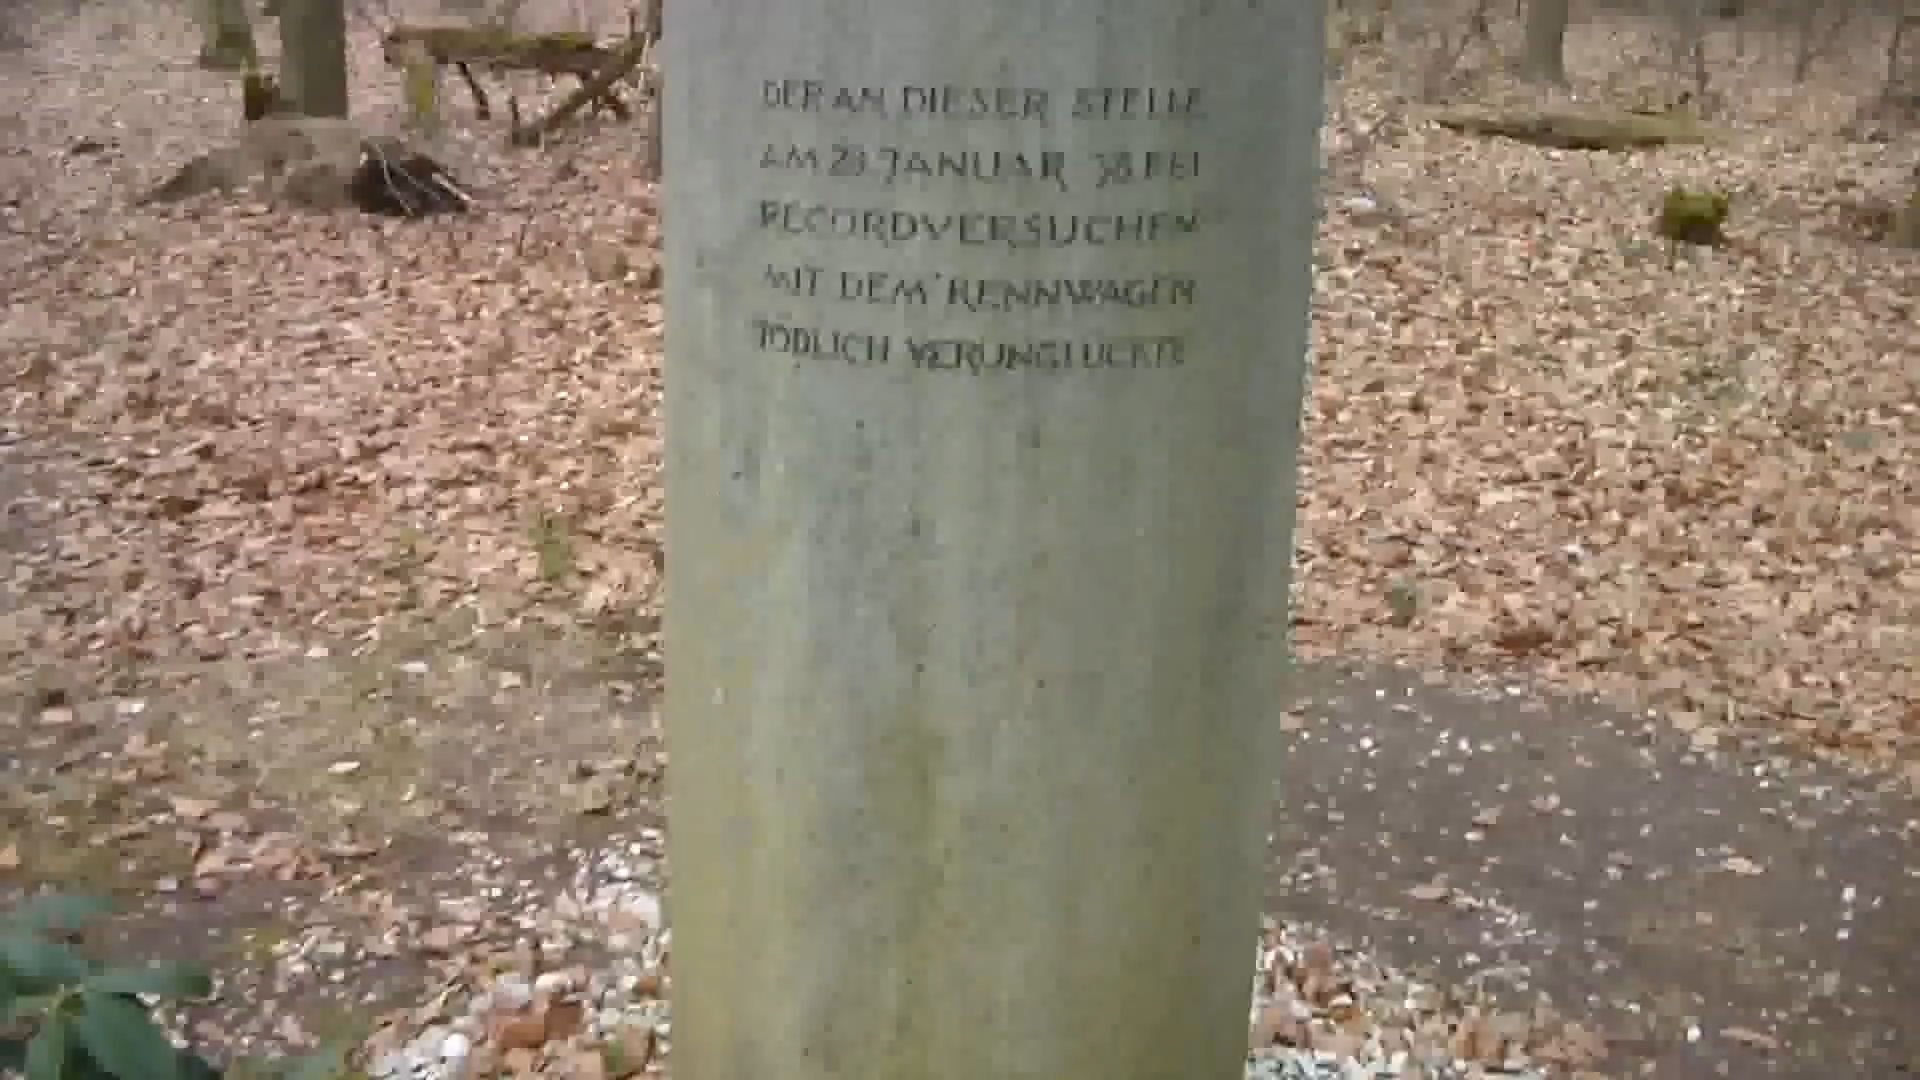 DER AN DIESER STELLE
AM 28. JANUAR 38 BEI
RECORDVERSUCHEN
MIT DEM RENNWAGEN
TÖDLICH VERUNGLÜCKTE